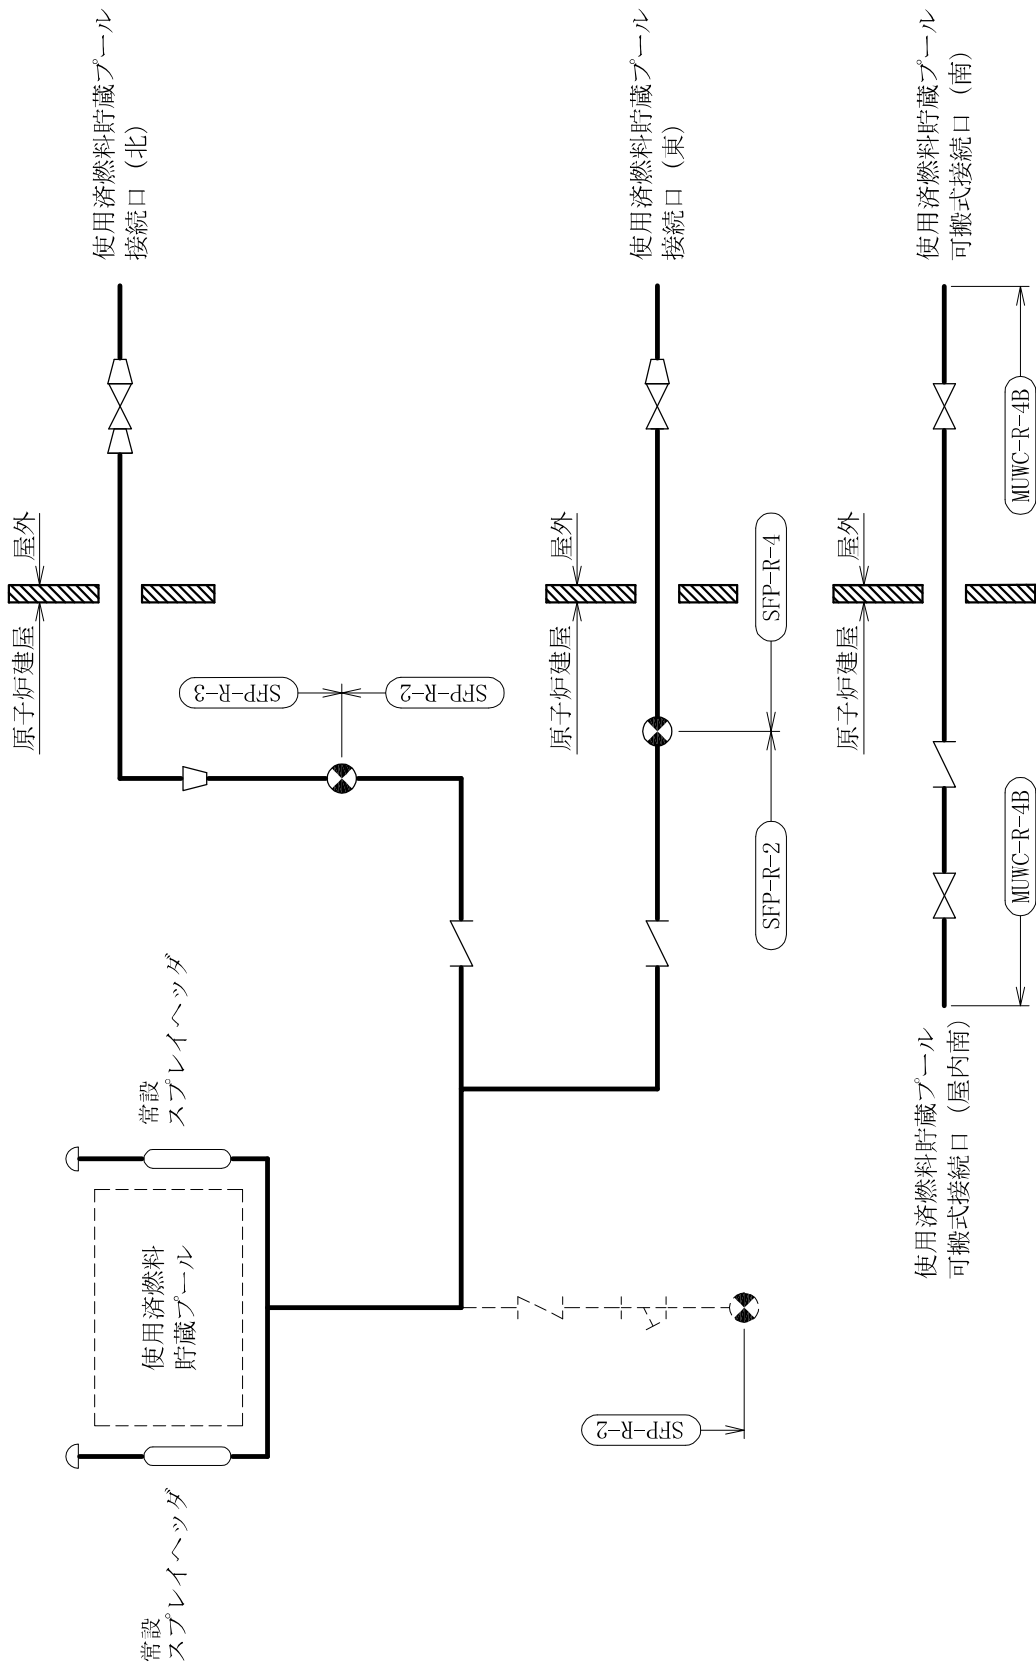 常設
スプレイヘッダ
使用済燃料
貯蔵プール
常設
スプレイヘッダ
SFP-R-2
原子炉建屋
屋外
使用済燃料貯蔵プール
接続口（北）
SFP-R-3
SFP-R-2
原子炉建屋
屋外
使用済燃料貯蔵プール
接続口（東）
SFP-R-2
SFP-R-4
原子炉建屋
屋外
使用済燃料貯蔵プール
可搬式接続口（屋内南）
使用済燃料貯蔵プール
可搬式接続口（南）
MUWC-R-4B
MUWC-R-4B